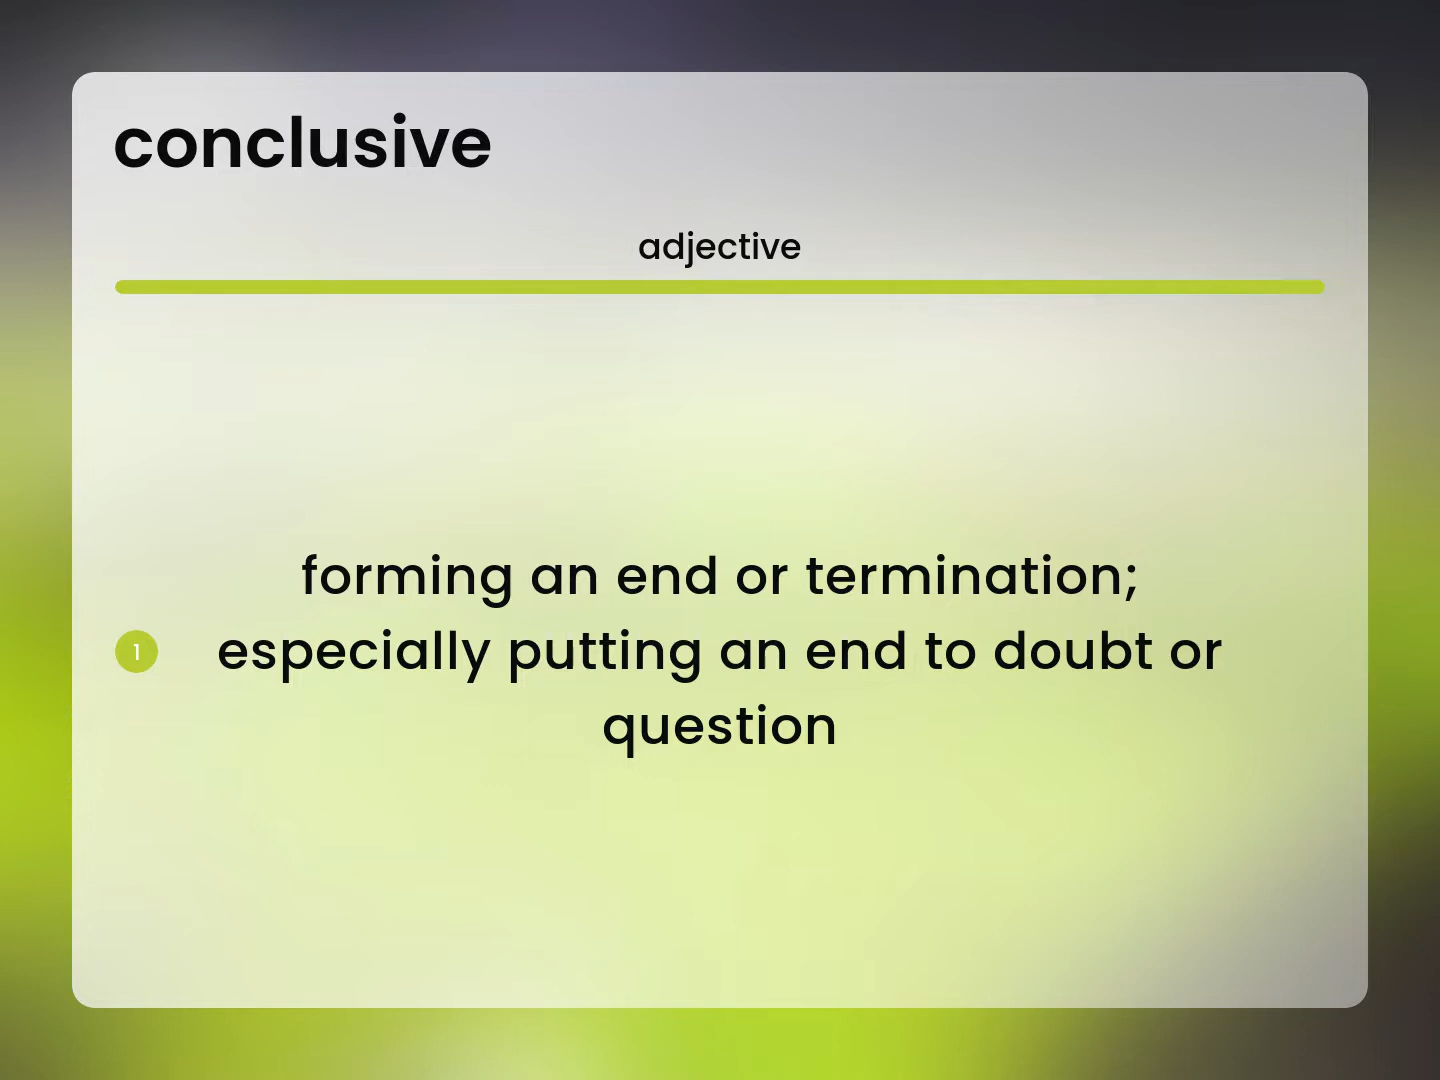 conclusive
adjective
forming an end or termination;
1 especially putting an end to doubt or
question